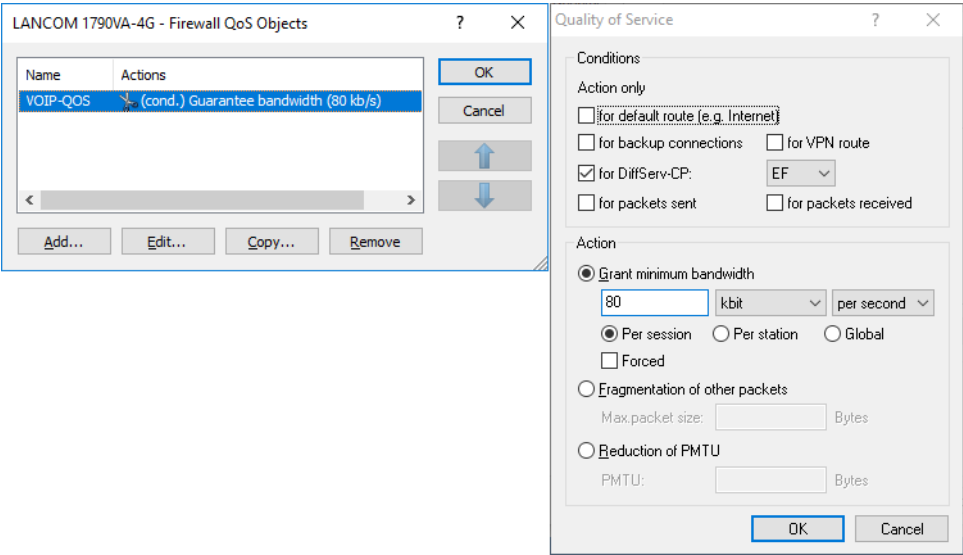 LANCOM 1790VA-4G - Firewall QoS Objects
Name Actions
VOIP-QOS (cond.) Guarantee bandwidth (80 kb/s)
OK
Cancel
Add... Edit... Copy... Remove
Quality of Service
Conditions
Action only
for default route (e.g. Internet)
for backup connections for VPN route
for DiffServ-CP: EF
for packets sent for packets received
Action
Grant minimum bandwidth
80 kbit per second
Per session Per station Global
Forced
Fragmentation of other packets
Max.packet size: Bytes
Reduction of PMTU
PMTU: Bytes
OK Cancel